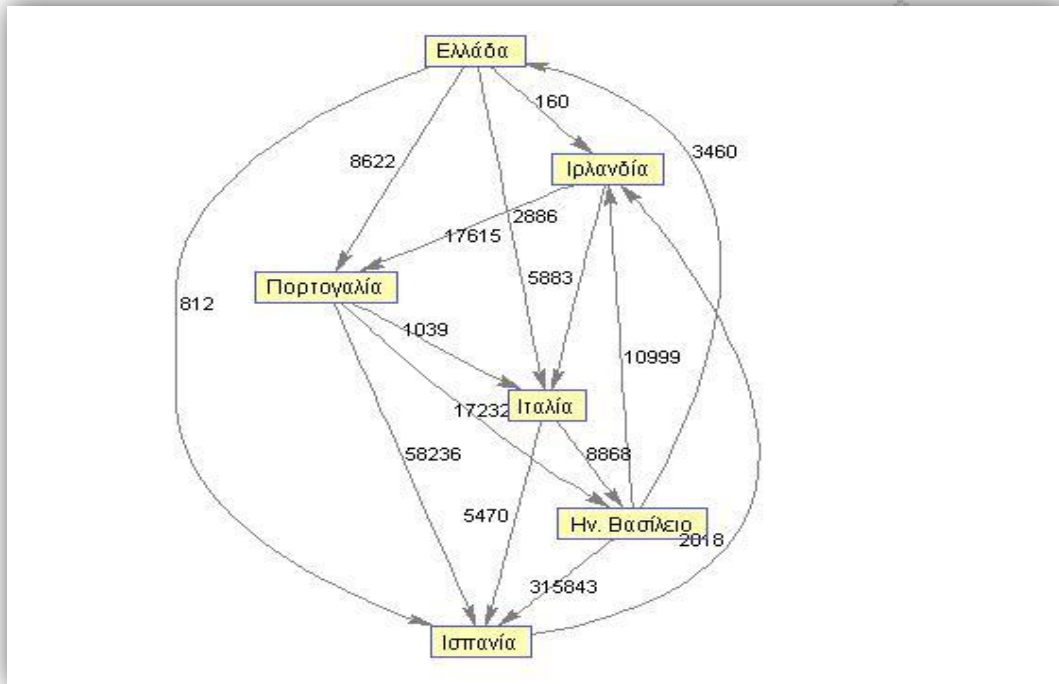 Ελλάδα
160
3460
8622
Ιρλανδία
2886
17615
5883
Πορτογαλία
812
1039
10999
Ιταλία
17232
58236
8868
5470
Ην. Βασίλειο
2018
315843
Ισπανία